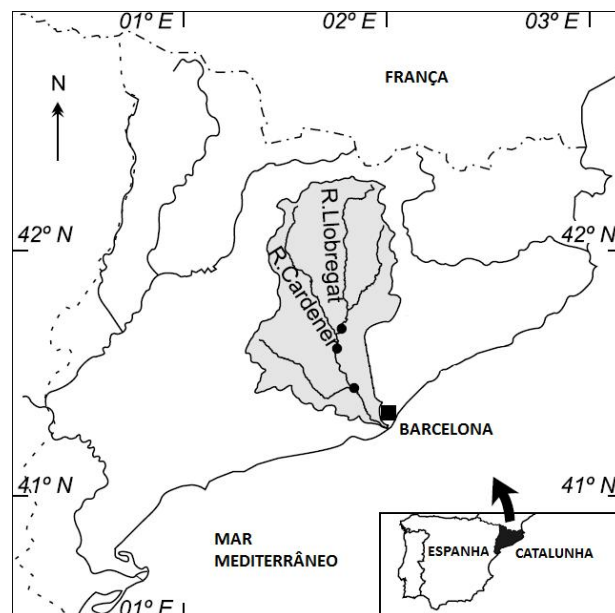 01º E
02º E
03º E
FRANÇA
N
R.Llobregat
R.Cardener
42º N
42º N
BARCELONA
41º N
41º N
MAR
MEDITERRÂNEO
ESPANHA
CATALUNHA
01º E